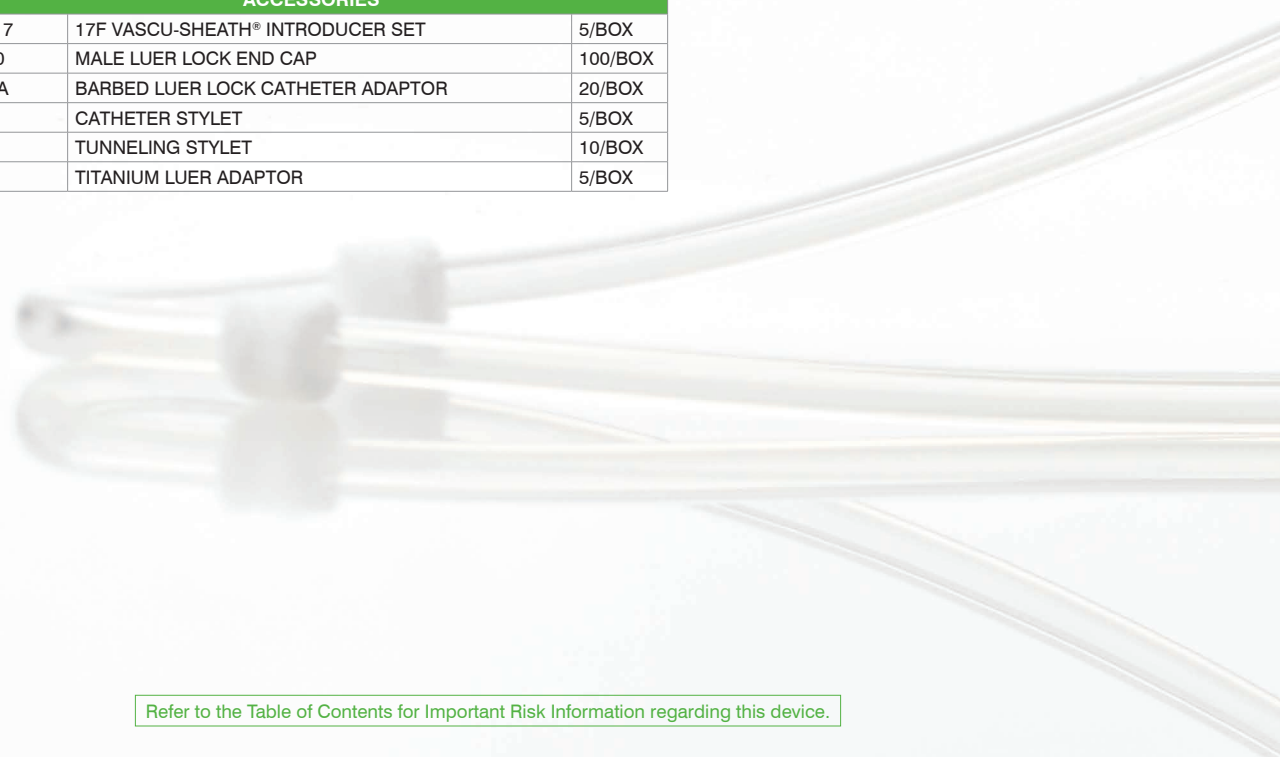 ACCESSORIES
7 17F VASCU-SHEATH® INTRODUCER SET 5/BOX
0 MALE LUER LOCK END CAP 100/BOX
A BARBED LUER LOCK CATHETER ADAPTOR 20/BOX
CATHETER STYLET 5/BOX
TUNNELING STYLET 10/BOX
TITANIUM LUER ADAPTOR 5/BOX
Refer to the Table of Contents for Important Risk Information regarding this device.